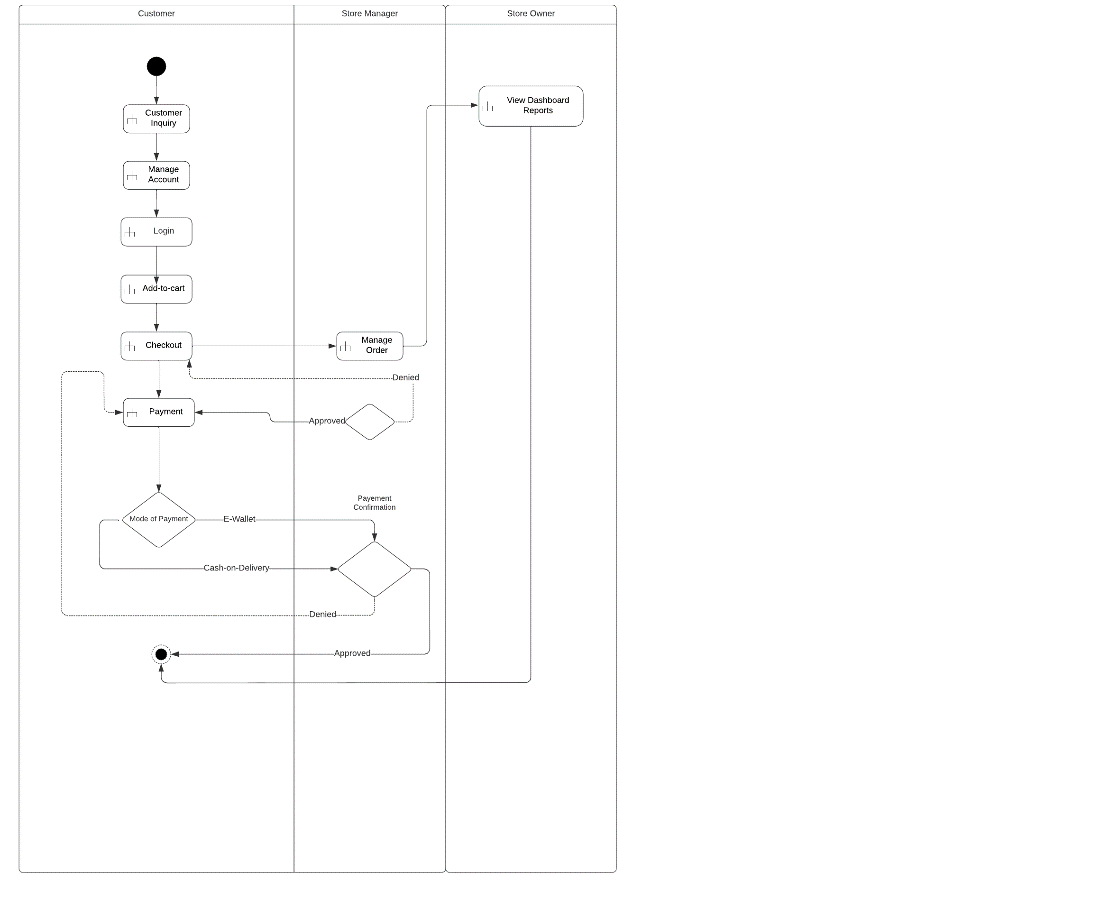 Customer
Store Manager
Store Owner
View Dashboard
Reports
Customer
Inquiry
Manage
Account
Login
Add-to-cart
Checkout
Manage
Order
Denied
Payment
Approved
Payement
Confirmation
Mode of Payment
E-Wallet
Cash-on-Delivery
Denied
Approved